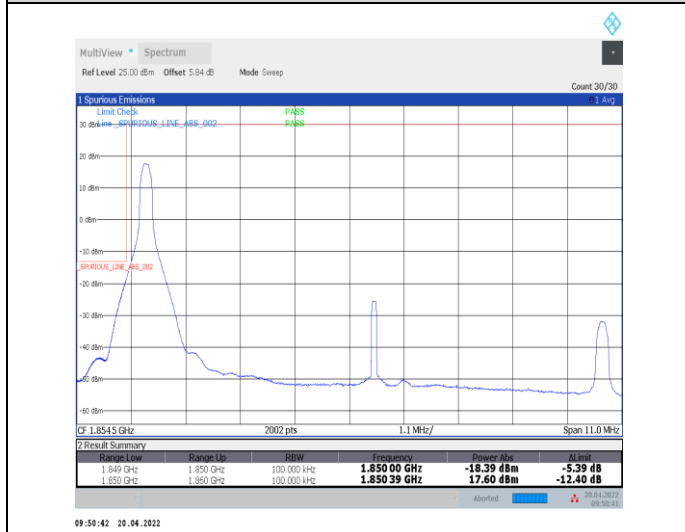 MultiView Spectrum
Ref Level 25.00 dBm Offset 5.84 dB Mode Sweep
Count 30/30
1 Spurious Emissions 1 Avg
Limit Check PASS
30 dBm Line _SPURIOUS_LINE_ABS_002 PASS
20 dBm
10 dBm
0 dBm
-10 dBm
_SPURIOUS_LINE_ABS_002
-20 dBm
-30 dBm
-40 dBm
-50 dBm
-60 dBm
CF 1.8545 GHz 2002 pts 1.1 MHz/ Span 11.0 MHz
2 Result Summary
Range Low Range Up RBW Frequency Power Abs ΔLimit
1.849 GHz 1.850 GHz 100.000 kHz 1.850 00 GHz -18.39 dBm -5.39 dB
1.850 GHz 1.860 GHz 100.000 kHz 1.850 39 GHz 17.60 dBm -12.40 dB
Aborted 20.04.2022
09:50:41
09:50:42 20.04.2022